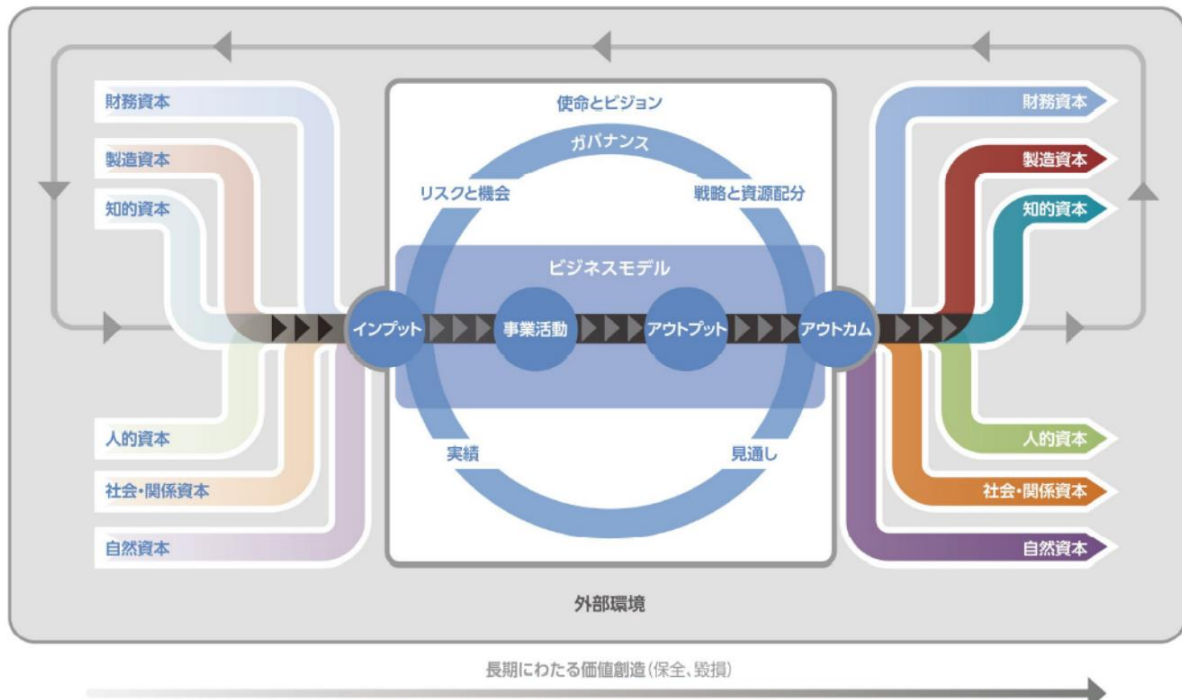 財務資本
製造資本
知的資本
人的資本
社会・関係資本
自然資本
使命とビジョン
ガバナンス
リスクと機会
戦略と資源配分
ビジネスモデル
インプット
事業活動
アウトプット
アウトカム
実績
見通し
財務資本
製造資本
知的資本
人的資本
社会・関係資本
自然資本
外部環境
長期にわたる価値創造(保全、毀損)